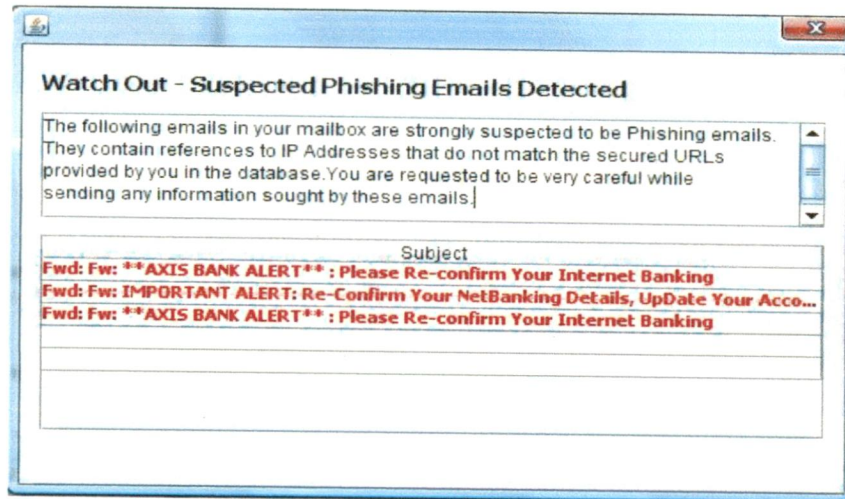 Watch Out - Suspected Phishing Emails Detected
The following emails in your mailbox are strongly suspected to be Phishing emails.
They contain references to IP Addresses that do not match the secured URLs
provided by you in the database.You are requested to be very careful while
sending any information sought by these emails.
Subject
Fwd: Fw: **AXIS BANK ALERT** : Please Re-confirm Your Internet Banking
Fwd: Fw: IMPORTANT ALERT: Re-Confirm Your NetBanking Details, UpDate Your Acco...
Fwd: Fw: **AXIS BANK ALERT** : Please Re-confirm Your Internet Banking